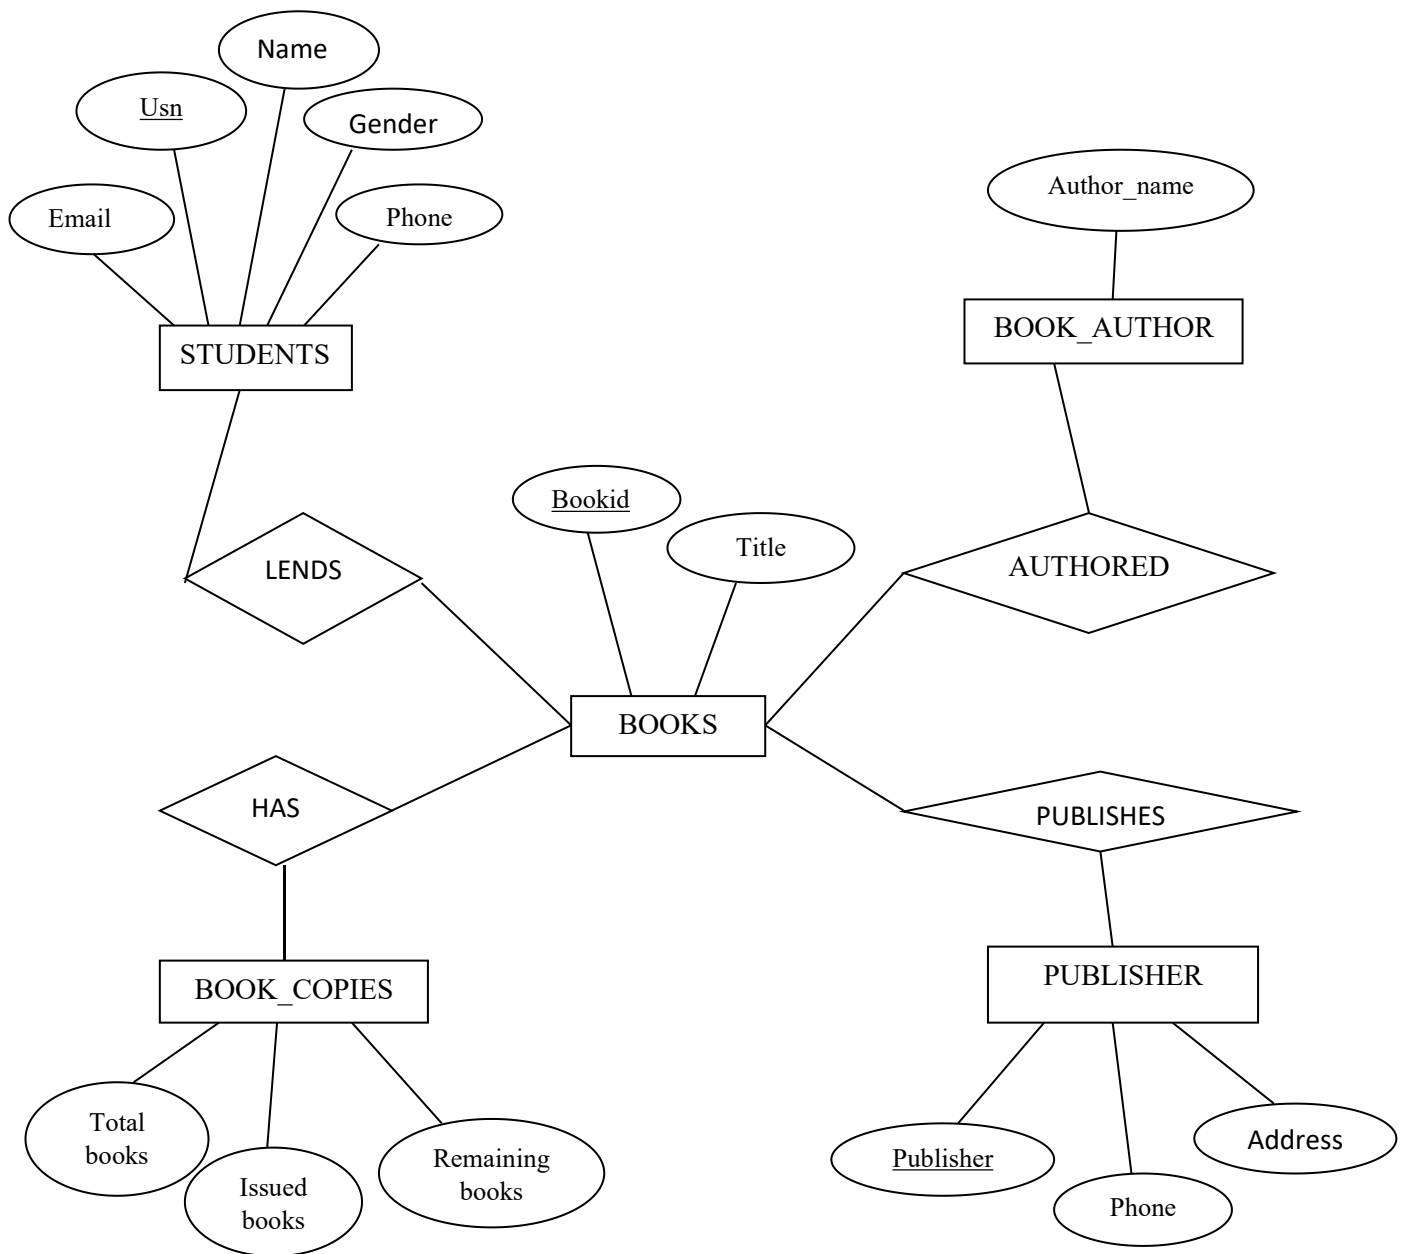 Name
Usn
Gender
Email
Phone
Author_name
STUDENTS
BOOK_AUTHOR
Bookid
Title
LENDS
AUTHORED
BOOKS
HAS
PUBLISHES
BOOK_COPIES
PUBLISHER
Total
books
Issued
books
Remaining
books
Publisher
Phone
Address